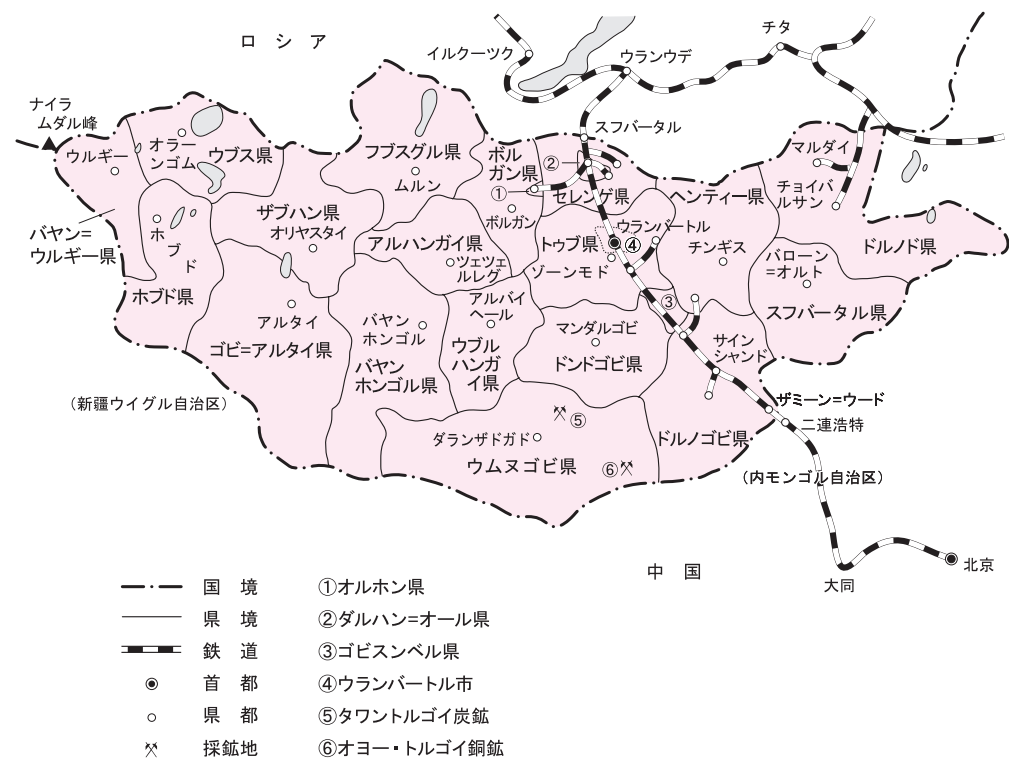 ロシア
イルクーツク
ウランウデ
チタ
ナイラ
ムダル峰
スフバータル
ウルギー
オラー
ンゴム
ウブス県
フブスグル県
ムルン
ボル
ガン県
②
①
ボルガン
セレンゲ県
ヘンティー県
マルダイ
チョイバ
ルサン
ドルノド県
バヤン=
ウルギー県
ホブド
ホブド県
ザブハン県
オリヤスタイ
アルハンガイ県
ツェツェ
ルレグ
トゥブ県
ウランバートル
④
ゾーンモド
チンギス
バローン
=オルト
スフバータル県
アルタイ
ゴビ=アルタイ県
バヤン
ホンゴル
バヤン
ホンゴル県
アルバイ
ヘール
ウブル
ハンガ
イ県
マンダルゴビ
ドンドゴビ県
③
サイン
シャンド
(新疆ウイグル自治区)
⑤
ダランザドガド
ウムヌゴビ県
⑥
ドルノゴビ県
ザミーン=ウード
二連浩特
(内モンゴル自治区)
中国
大同
北京
国境
県境
鉄道
首都
県都
採鉱地
①オルホン県
②ダルハン=オール県
③ゴビスンベル県
④ウランバートル市
⑤タワントルゴイ炭鉱
⑥オヨー・トルゴイ銅鉱